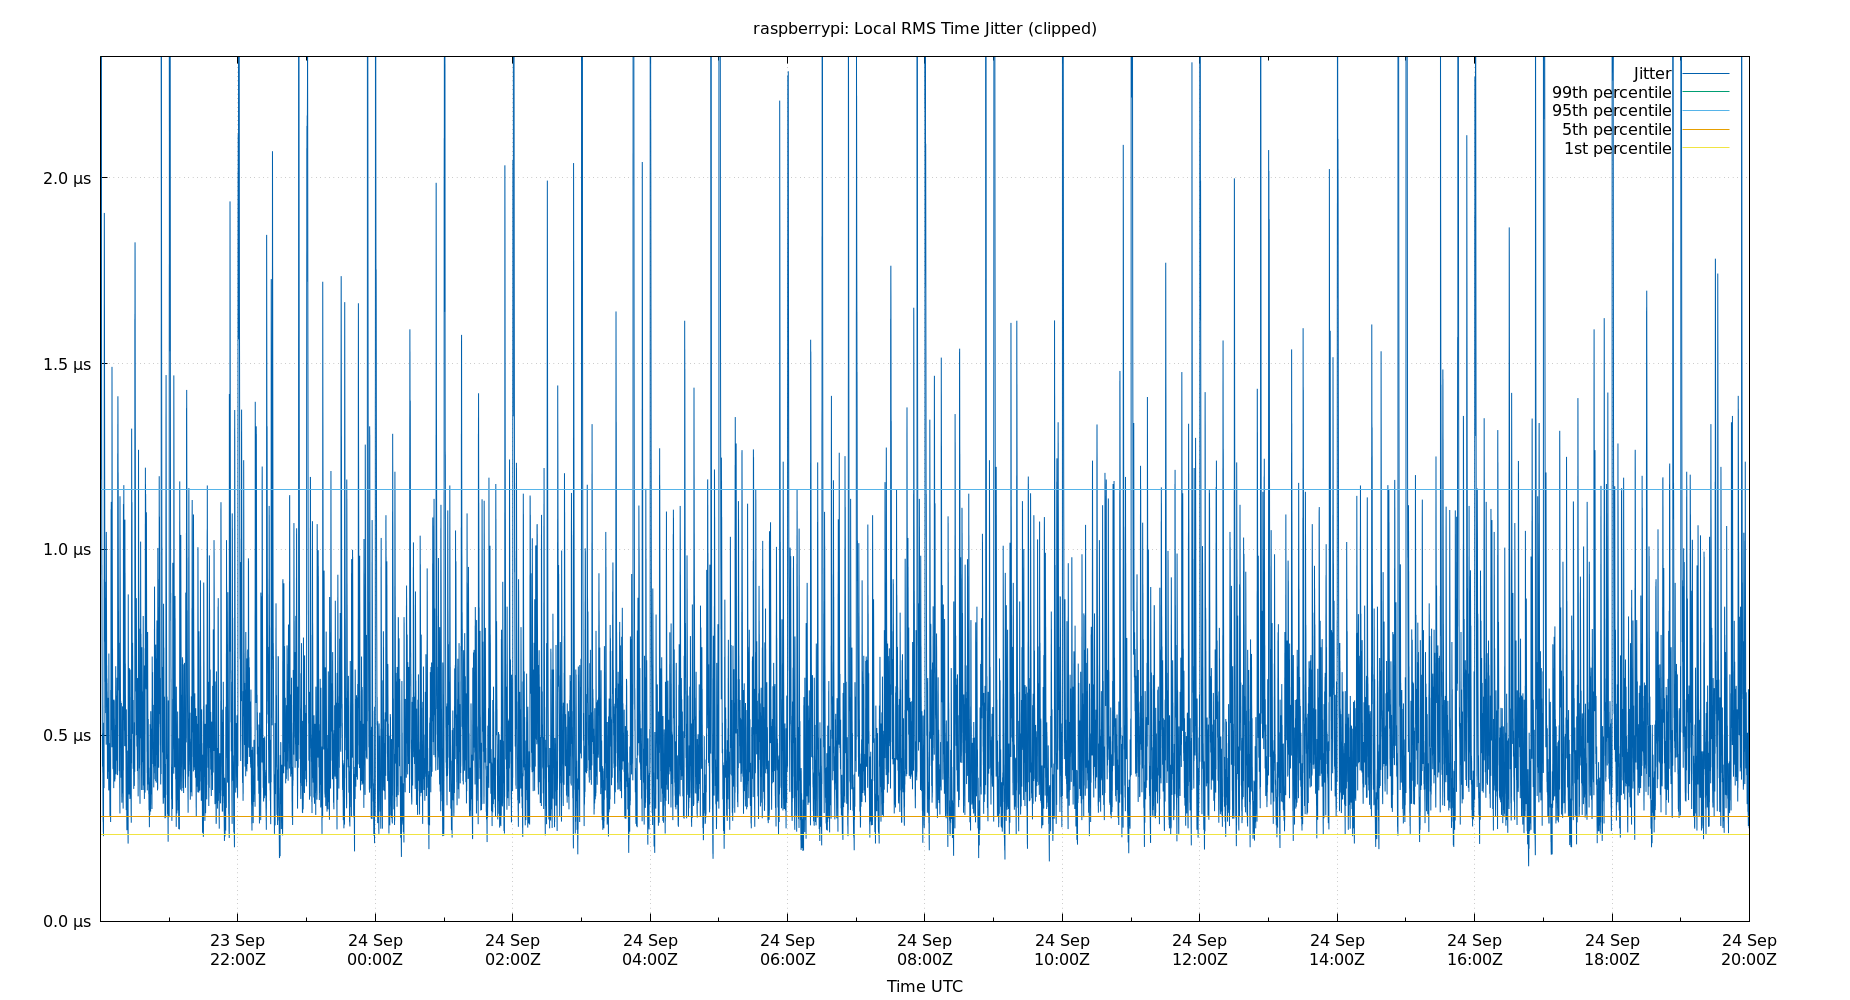 raspberrypi: Local RMS Time Jitter (clipped)
Jitter
99th percentile
95th percentile
5th percentile
1st percentile
2.0 µs
1.5 µs
1.0 µs
0.5 µs
0.0 µs
23 Sep 24 Sep 24 Sep 24 Sep 24 Sep 24 Sep 24 Sep 24 Sep 24 Sep 24 Sep 24 Sep 24 Sep
22:00Z 00:00Z 02:00Z 04:00Z 06:00Z 08:00Z 10:00Z 12:00Z 14:00Z 16:00Z 18:00Z 20:00Z
Time UTC